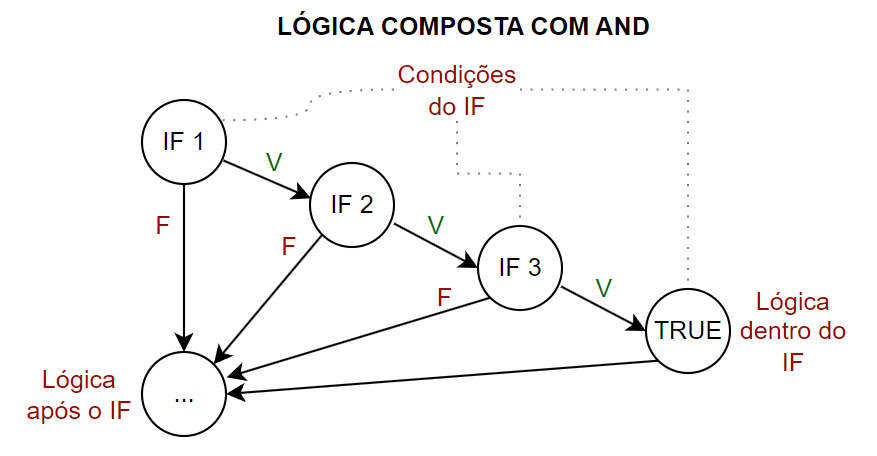 LÓGICA COMPOSTA COM AND
Condições
do IF
IF 1
V
IF 2
F
F
V
IF 3
F
V
TRUE
Lógica
dentro do
IF
Lógica
após o IF
...